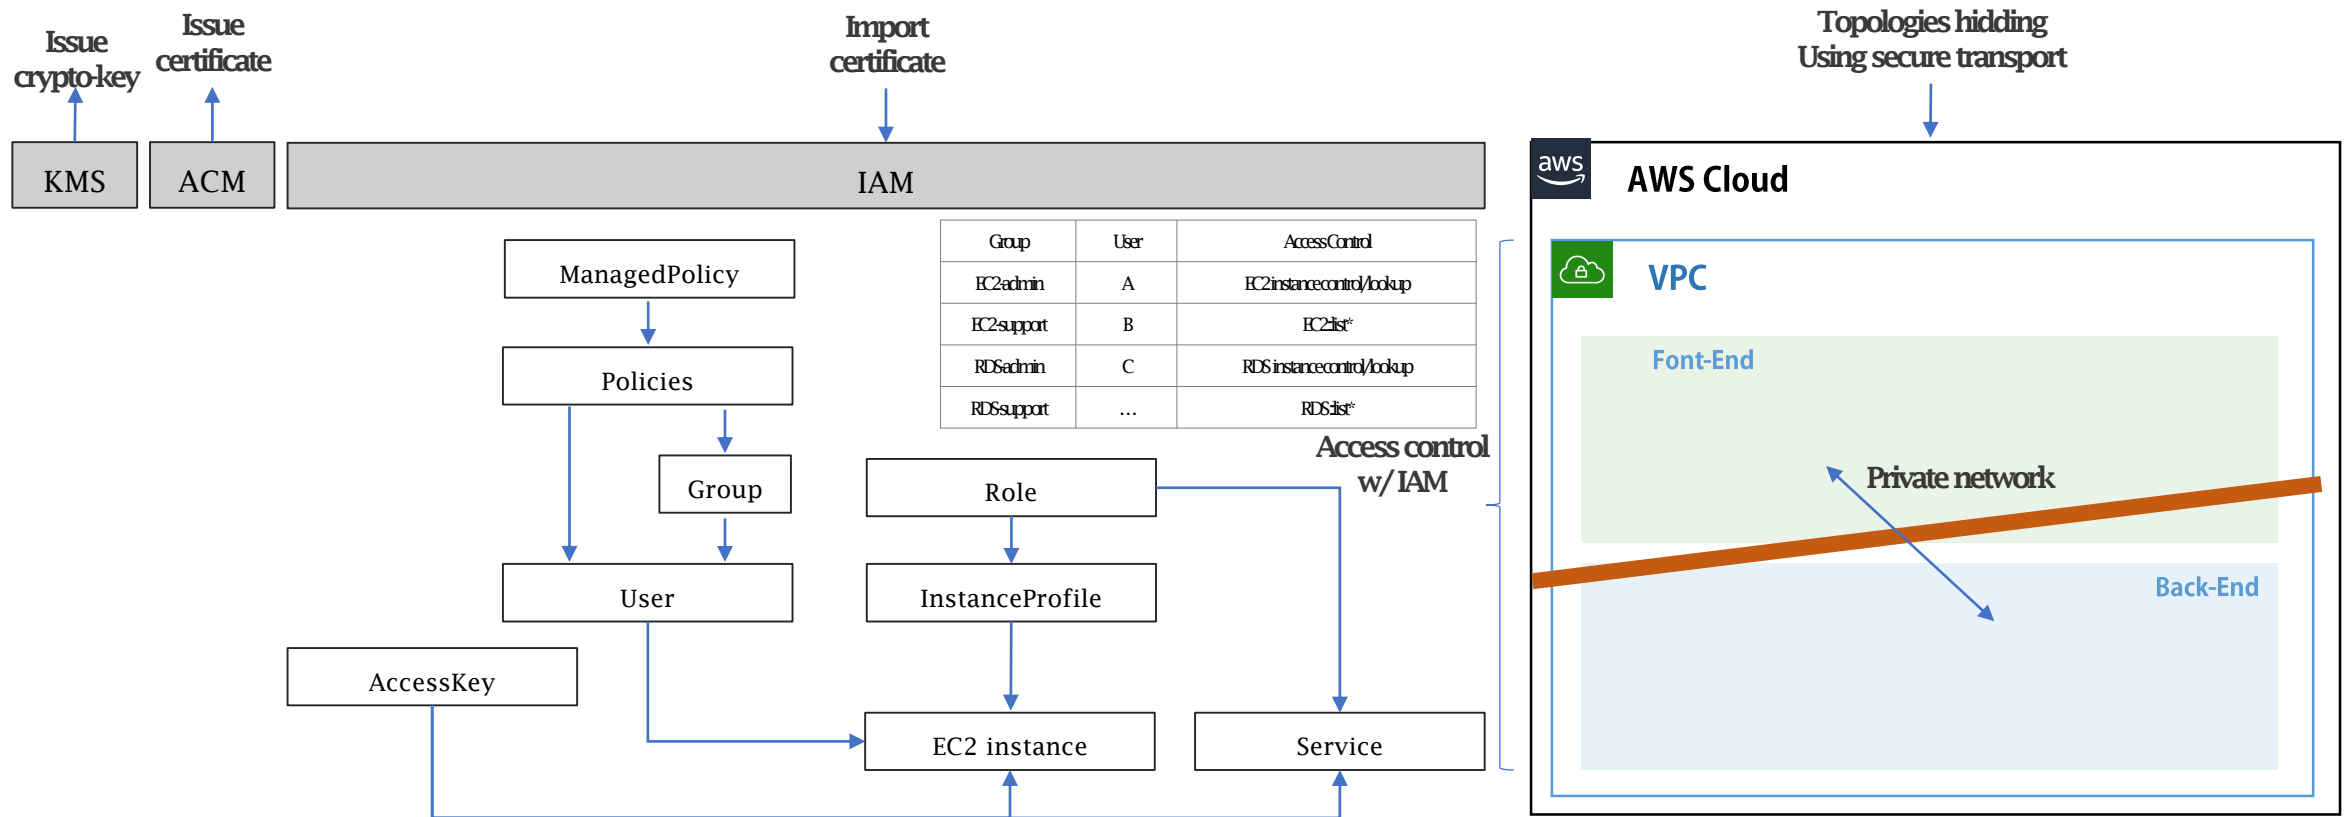 Issue
crypto-key
Issue
certificate
Import
certificate
Topologies hidding
Using secure transport
KMS
ACM
IAM
aws
AWS Cloud
Group User Access Control
EC2-admin A EC2 instance control/lookup
EC2-support B EC2:list*
RDS-admin C RDS instance control/lookup
RDS-support ... RDS:list*
ManagedPolicy
Policies
Group
User
AccessKey
Role
InstanceProfile
EC2 instance
Service
Access control
w/ IAM
VPC
Font-End
Private network
Back-End